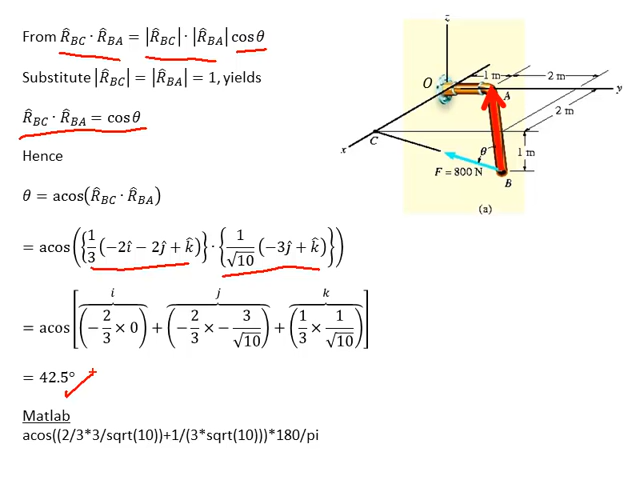 From R̂_BC · R̂_BA = |R̂_BC| · |R̂_BA| cos θ
Substitute |R̂_BC| = |R̂_BA| = 1, yields
R̂_BC · R̂_BA = cos θ
Hence
θ = acos(R̂_BC · R̂_BA)
= acos({1/3(−2î − 2ĵ + k̂)} · {1/√10(−3ĵ + k̂)})
i j k
= acos[(−2/3 × 0) + (−2/3 × −3/√10) + (1/3 × 1/√10)]
= 42.5°
Matlab
acos((2/3*3/sqrt(10))+1/(3*sqrt(10)))*180/pi
z
1 m
2 m
O
A
y
2 m
x
C
θ
1 m
F = 800 N
B
(a)